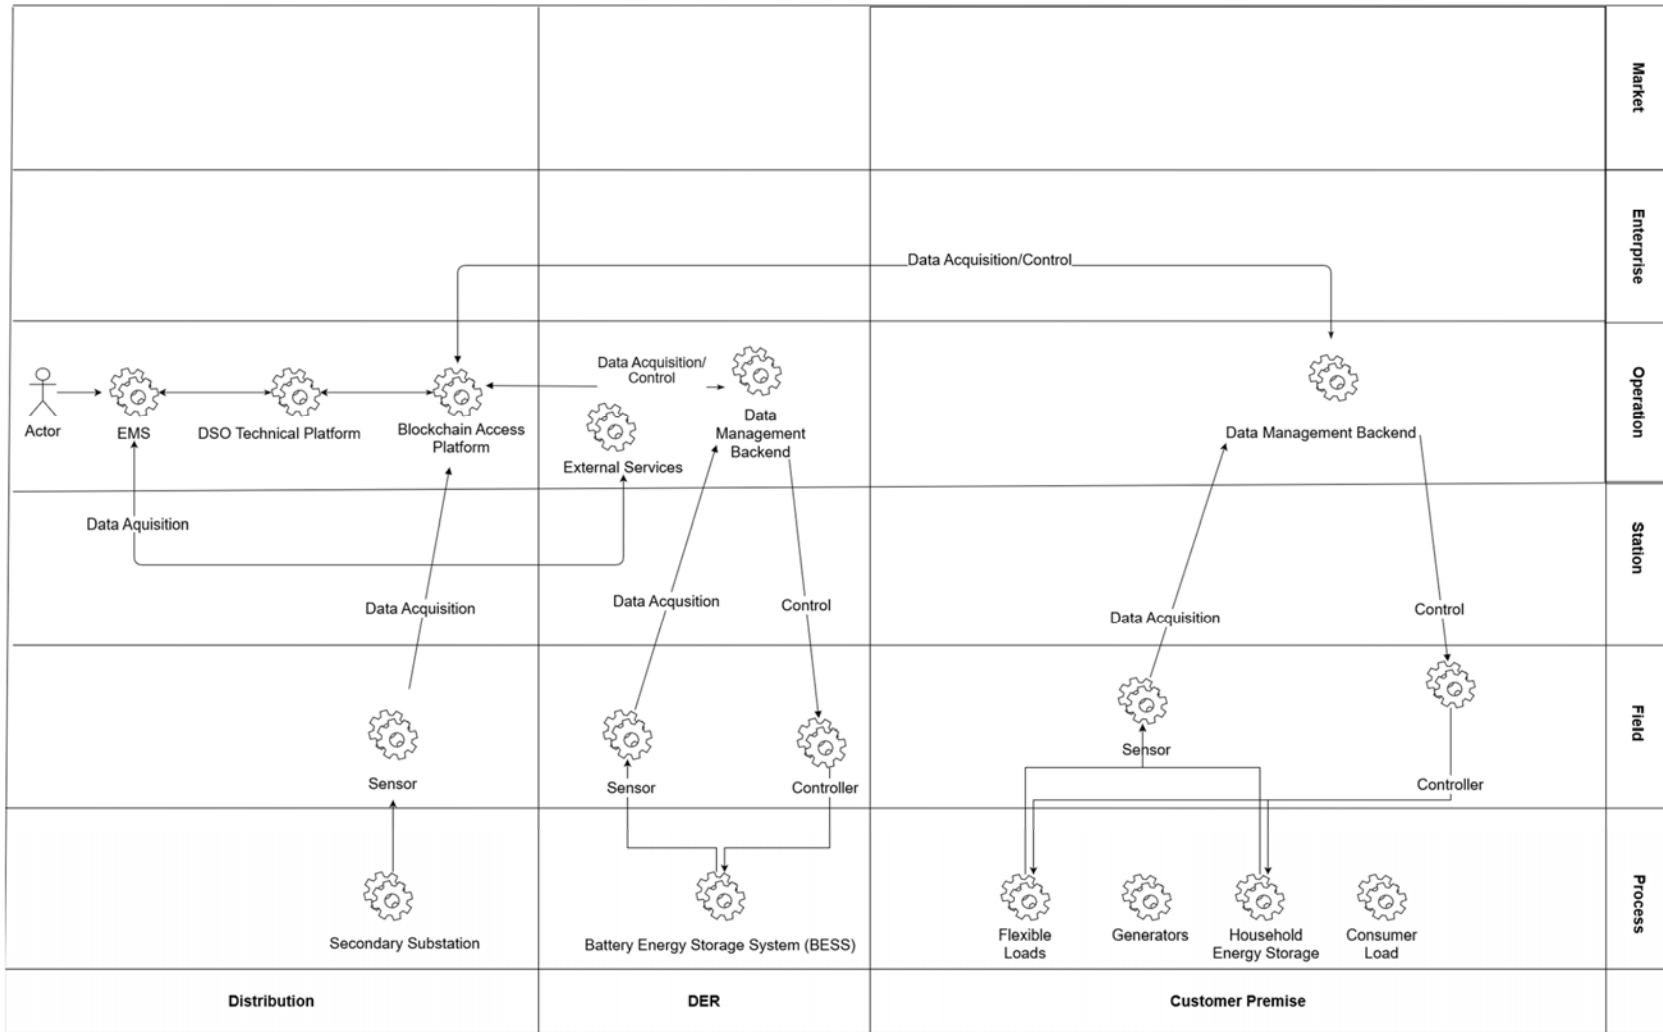 Market
Enterprise
Data Acquisition/Control
Operation
Actor
EMS
DSO Technical Platform
Blockchain Access
Platform
Data Acquisition/
Control
External Services
Data
Management
Backend
Data Management Backend
Station
Data Aquisition
Data Acquisition
Data Acqusition
Control
Data Acquisition
Control
Field
Sensor
Sensor
Controller
Sensor
Controller
Process
Secondary Substation
Battery Energy Storage System (BESS)
Flexible
Loads
Generators
Household
Energy Storage
Consumer
Load
Distribution
DER
Customer Premise